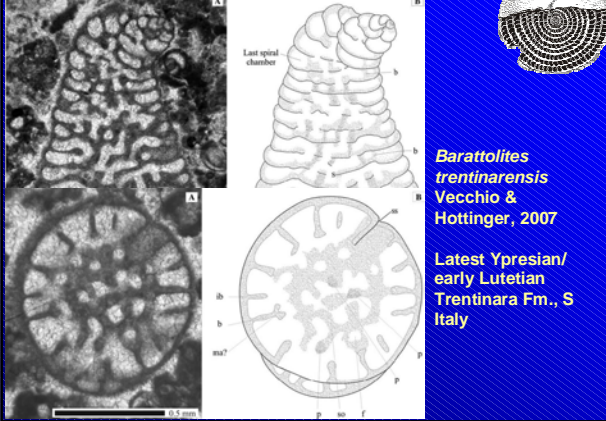 A
B
Last spiral
chamber
b
b
s
A
B
ss
ib
b
ma?
p
p
p
so
f
0.5 mm
Barattolites
trentinarensis
Vecchio &
Hottinger, 2007
Latest Ypresian/
early Lutetian
Trentinara Fm., S
Italy